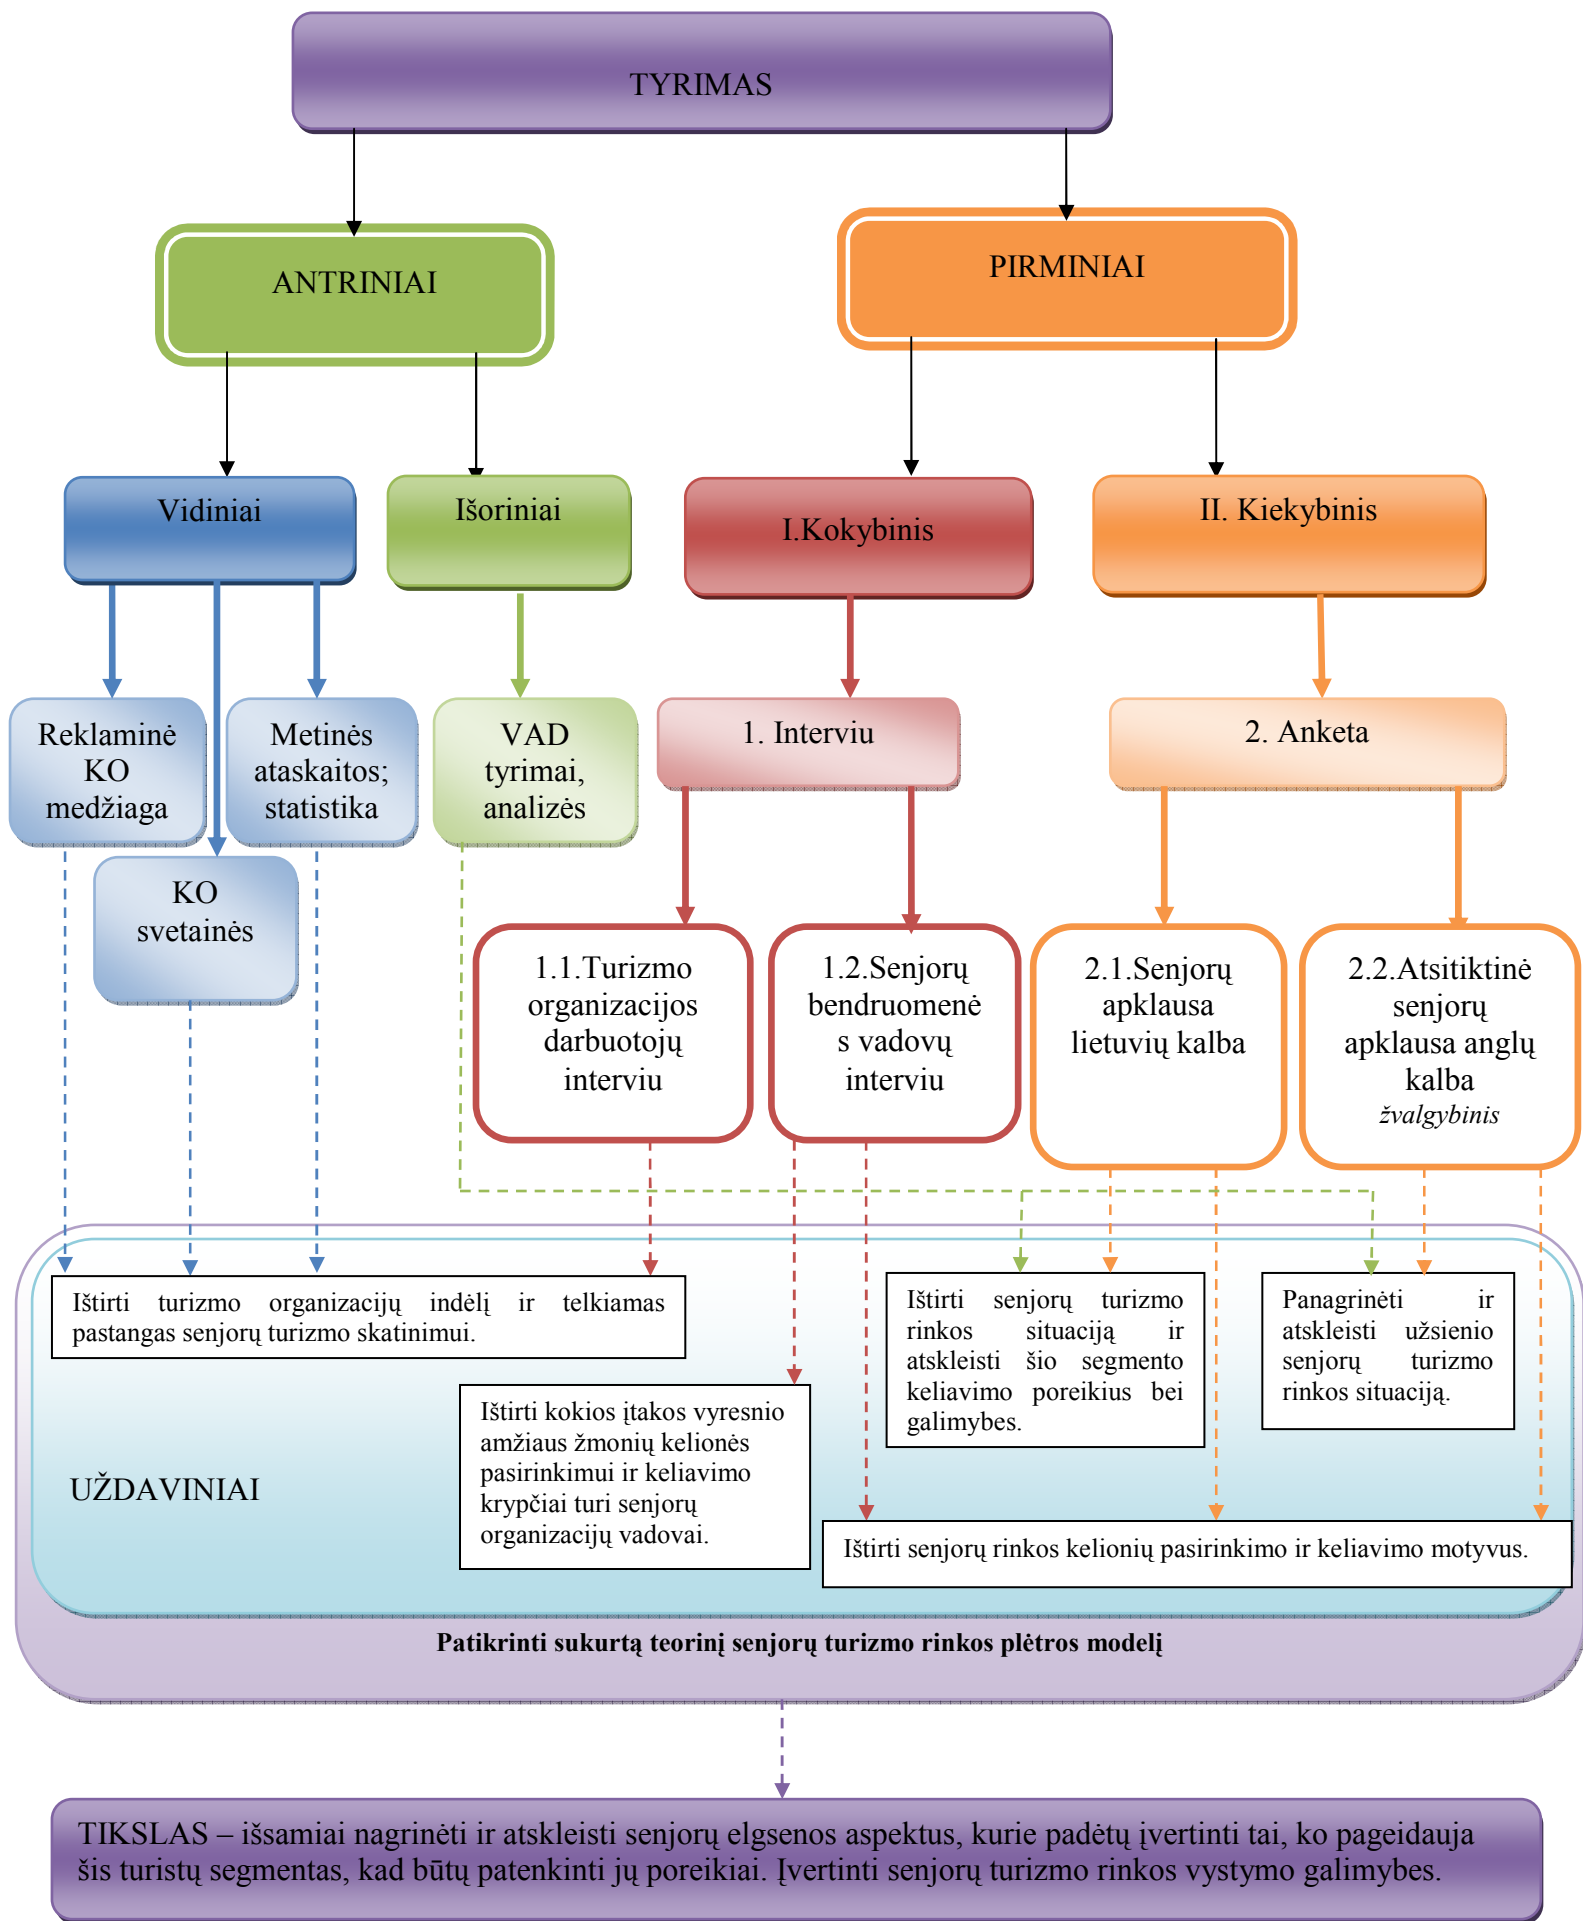 TYRIMAS
ANTRINIAI
PIRMINIAI
Vidiniai
Išoriniai
I.Kokybinis
II. Kiekybinis
Reklaminė
KO
medžiaga
Metinės
ataskaitos;
statistika
VAD
tyrimai,
analizės
1. Interviu
2. Anketa
KO
svetainės
1.1.Turizmo
organizacijos
darbuotojų
interviu
1.2.Senjorų
bendruomenė
s vadovų
interviu
2.1.Senjorų
apklausa
lietuvių kalba
2.2.Atsitiktinė
senjorų
apklausa anglų
kalba
žvalgybinis
Ištirti turizmo organizacijų indėlį ir telkiamas
pastangas senjorų turizmo skatinimui.
Ištirti senjorų turizmo
rinkos situaciją ir
atskleisti šio segmento
keliavimo poreikius bei
galimybes.
Panagrinėti ir
atskleisti užsienio
senjorų turizmo
rinkos situaciją.
Ištirti kokios įtakos vyresnio
amžiaus žmonių kelionės
pasirinkimui ir keliavimo
krypčiai turi senjorų
organizacijų vadovai.
UŽDAVINIAI
Ištirti senjorų rinkos kelionių pasirinkimo ir keliavimo motyvus.
Patikrinti sukurtą teorinį senjorų turizmo rinkos plėtros modelį
TIKSLAS – išsamiai nagrinėti ir atskleisti senjorų elgsenos aspektus, kurie padėtų įvertinti tai, ko pageidauja
šis turistų segmentas, kad būtų patenkinti jų poreikiai. Įvertinti senjorų turizmo rinkos vystymo galimybes.